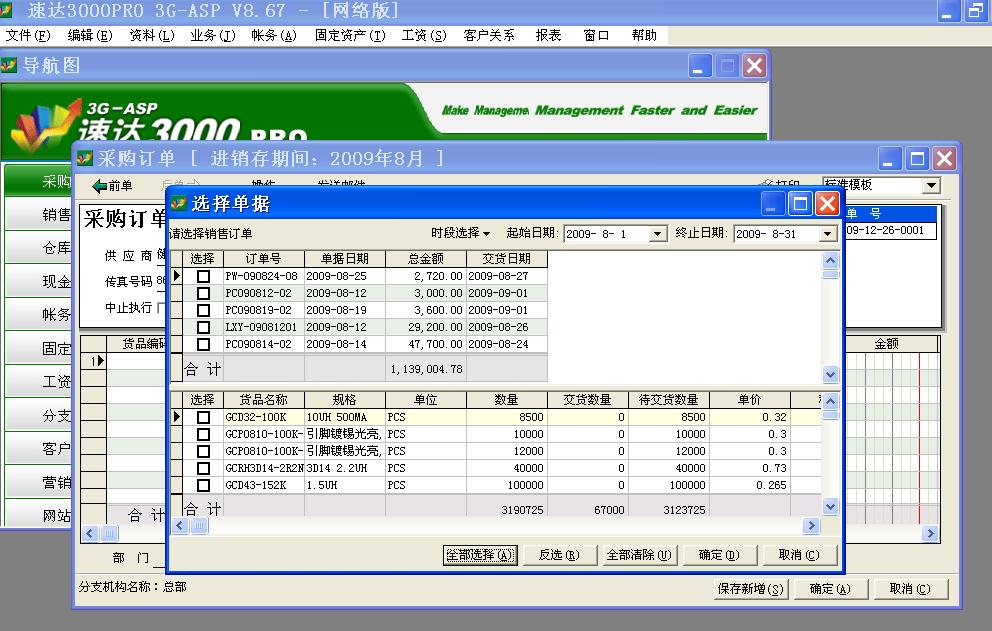 速达3000PRO 3G-ASP V8.67 - [网络版]
文件(F) 编辑(E) 资料(L) 业务(J) 帐务(A) 固定资产(T) 工资(S) 客户关系 报表 窗口 帮助
导航图
3G-ASP
速达3000 PRO
Make Manageme Management Faster and Easier
采购订单 [ 进销存期间: 2009年8月 ]
采购 前单 操作 发送邮件 打印 标准模板
选择单据
销售 采购订单 单 号
09-12-26-0001
请选择销售订单 时段选择 起始日期: 2009- 8- 1 终止日期: 2009- 8-31
仓库 供 应 商
现金 传真号码
帐务 中止执行
选择 订单号 单据日期 总金额 交货日期
PW-090824-08 2009-08-25 2,720.00 2009-08-27
PC090812-02 2009-08-12 3,000.00 2009-09-01
PC090819-02 2009-08-19 3,600.00 2009-09-01
LXY-09081201 2009-08-12 29,200.00 2009-08-26
PC090814-02 2009-08-14 47,700.00 2009-08-24
合 计 1,139,004.78
固定 货品编码 金额
1
工资
分支
客户
营销
网站
选择 货品名称 规格 单位 数量 交货数量 待交货数量 单价
GCD32-100K 10UH 500MA PCS 8500 0 8500 0.32
GCP0810-100K- 引脚镀锡光亮, PCS 10000 0 10000 0.3
GCP0810-100K- 引脚镀锡光亮, PCS 12000 0 12000 0.3
GCRH3D14-2R2N 3D14 2.2UH PCS 40000 0 40000 0.73
GCD43-152K 1.5UH PCS 100000 0 100000 0.265
合 计 3190725 67000 3123725
合 计
全部选择(A) 反选(R) 全部清除(U) 确定(D) 取消(C)
部 门
分支机构名称：总部
保存新增(S) 确定(A) 取消(C)